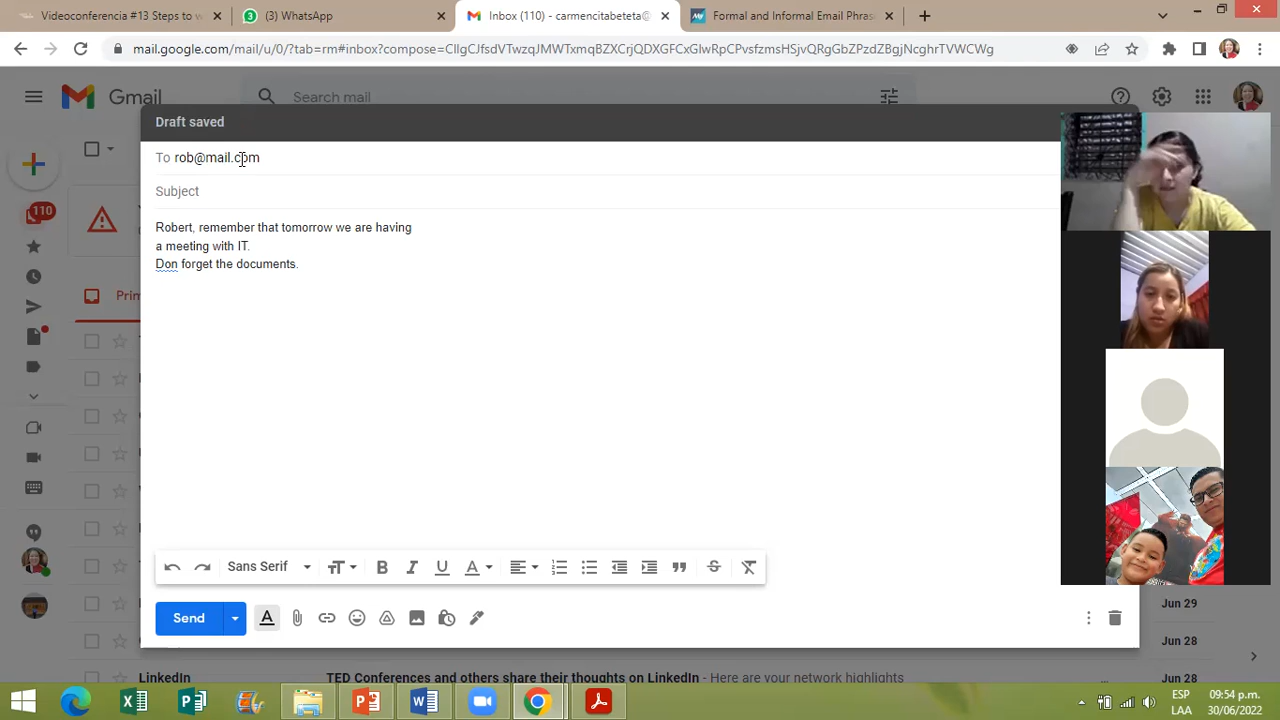 Videoconferencia #13 Steps to w
(3) WhatsApp
Inbox (110) - carmencitabeteta@
Formal and Informal Email Phras
mail.google.com/mail/u/0/?tab=rm#inbox?compose=CllgCJfsdVTwzqJMWTxmqBZXCrjQDXGFCxGlwRpCPvsfzmsHSjvQRgGbZPzdZBgjNcghrTVWCWg
Gmail
Search mail
Draft saved
To rob@mail.com
Subject
110
Robert, remember that tomorrow we are having
a meeting with IT.
Don forget the documents.
Prin
Sans Serif
Send
Jun 29
Jun 28
LinkedIn
TED Conferences and others share their thoughts on LinkedIn - Here are your network highlights
Jun 28
ESP
LAA
09:54 p.m.
30/06/2022